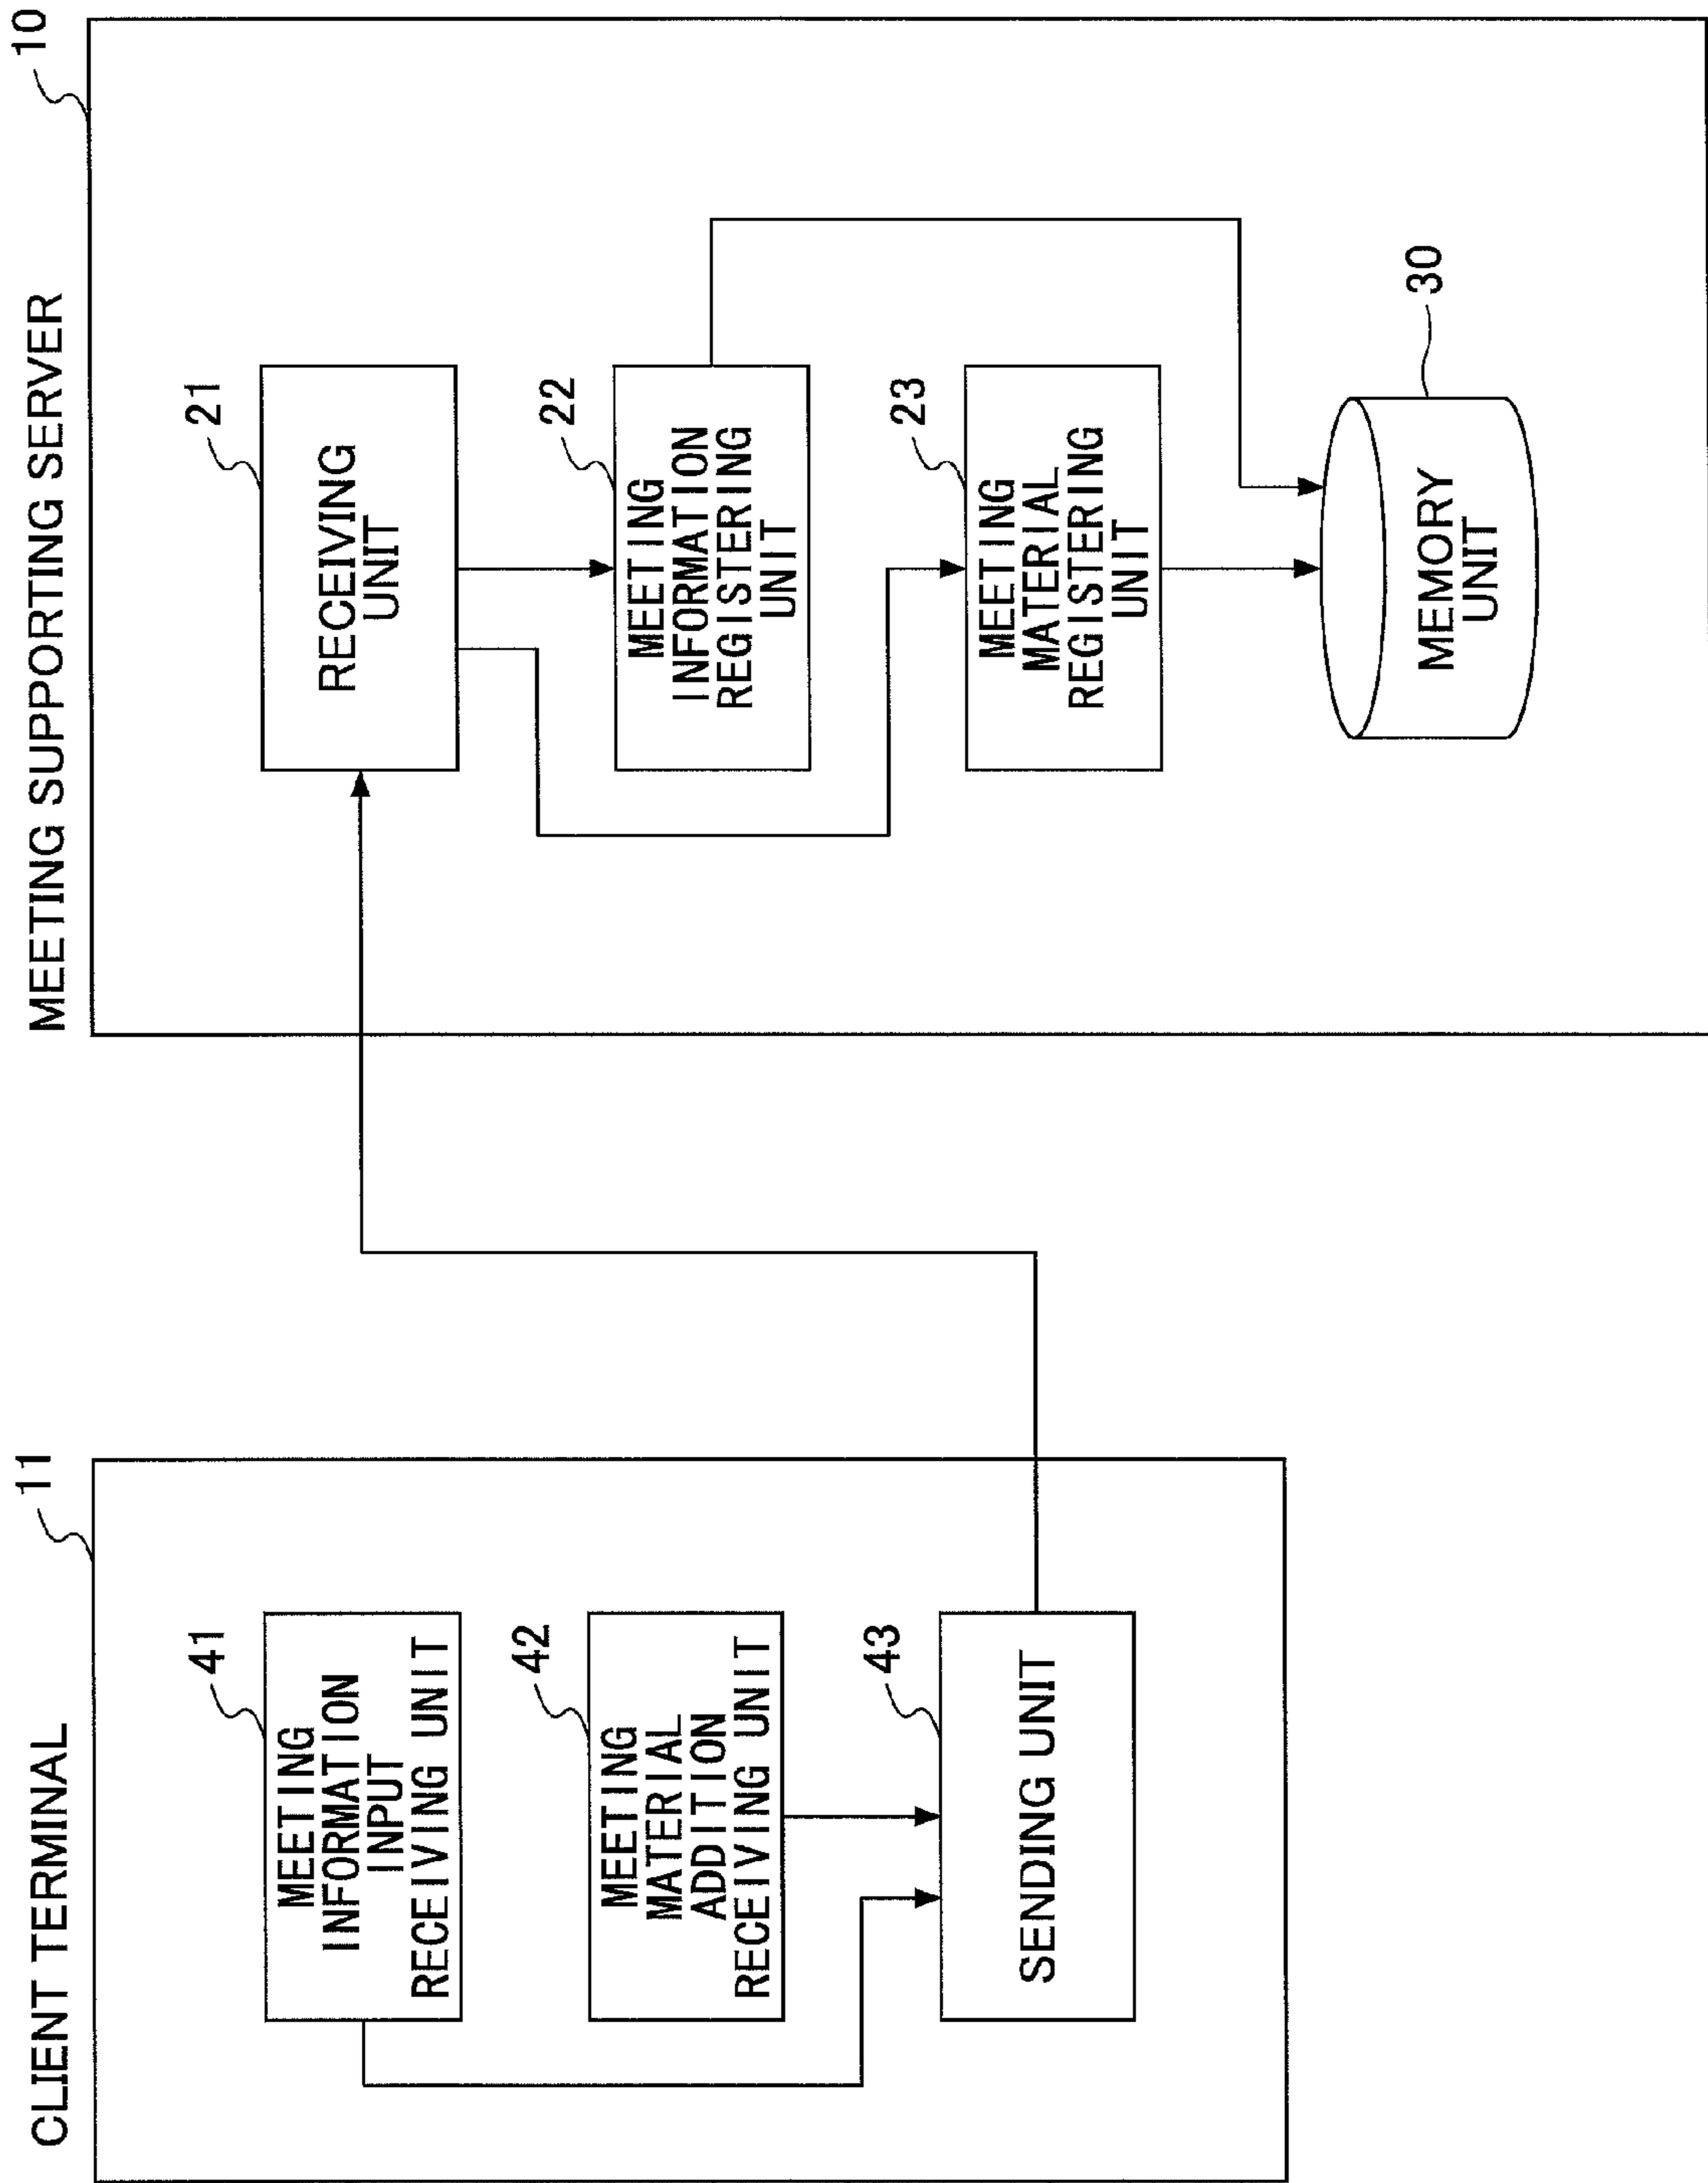 CLIENT TERMINAL
11
MEETING
INFORMATION
INPUT
RECEIVING UNIT
41
MEETING
MATERIAL
ADDITION
RECEIVING UNIT
42
SENDING UNIT
43
MEETING SUPPORTING SERVER
10
RECEIVING
UNIT
21
MEETING
INFORMATION
REGISTERING
UNIT
22
MEETING
MATERIAL
REGISTERING
UNIT
23
MEMORY
UNIT
30